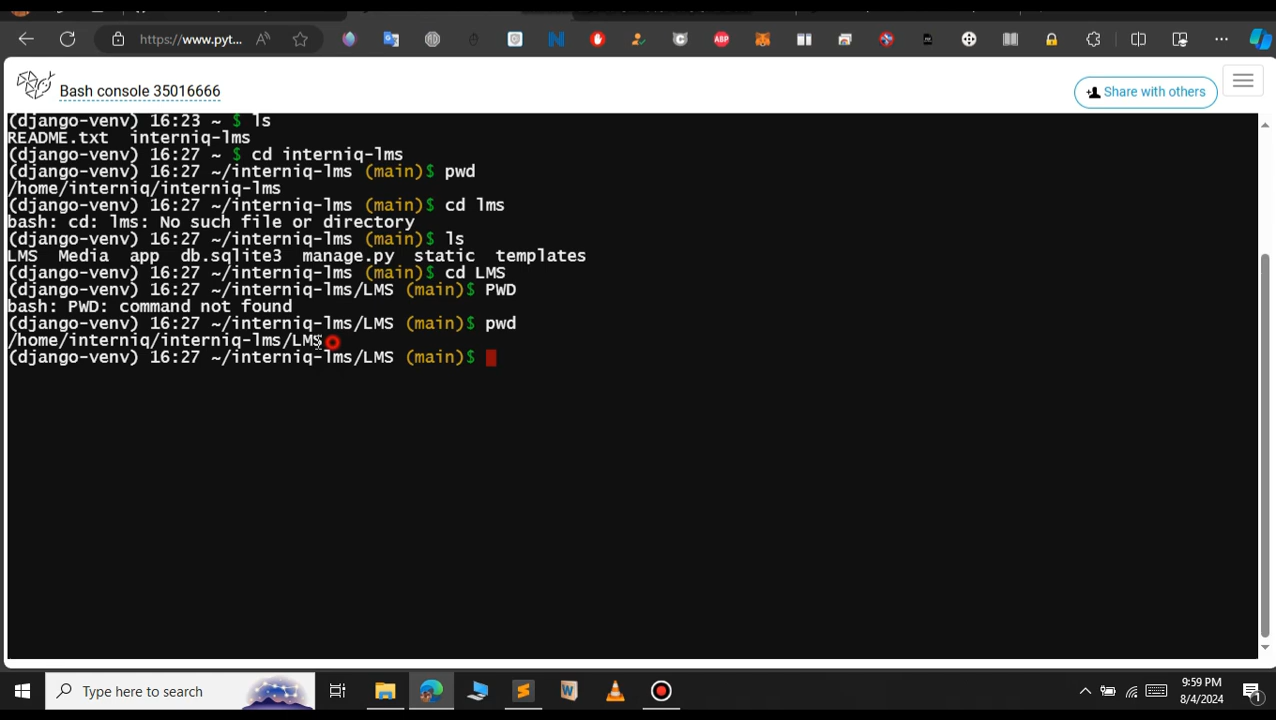 https://www.pyt...
Bash console 35016666
Share with others
(django-venv) 16:23 ~ $ ls
README.txt  interniq-lms
(django-venv) 16:27 ~ $ cd interniq-lms
(django-venv) 16:27 ~/interniq-lms (main)$ pwd
/home/interniq/interniq-lms
(django-venv) 16:27 ~/interniq-lms (main)$ cd lms
bash: cd: lms: No such file or directory
(django-venv) 16:27 ~/interniq-lms (main)$ ls
LMS  Media  app  db.sqlite3  manage.py  static  templates
(django-venv) 16:27 ~/interniq-lms (main)$ cd LMS
(django-venv) 16:27 ~/interniq-lms/LMS (main)$ PWD
bash: PWD: command not found
(django-venv) 16:27 ~/interniq-lms/LMS (main)$ pwd
/home/interniq/interniq-lms/LMS
(django-venv) 16:27 ~/interniq-lms/LMS (main)$
Type here to search
9:59 PM
8/4/2024